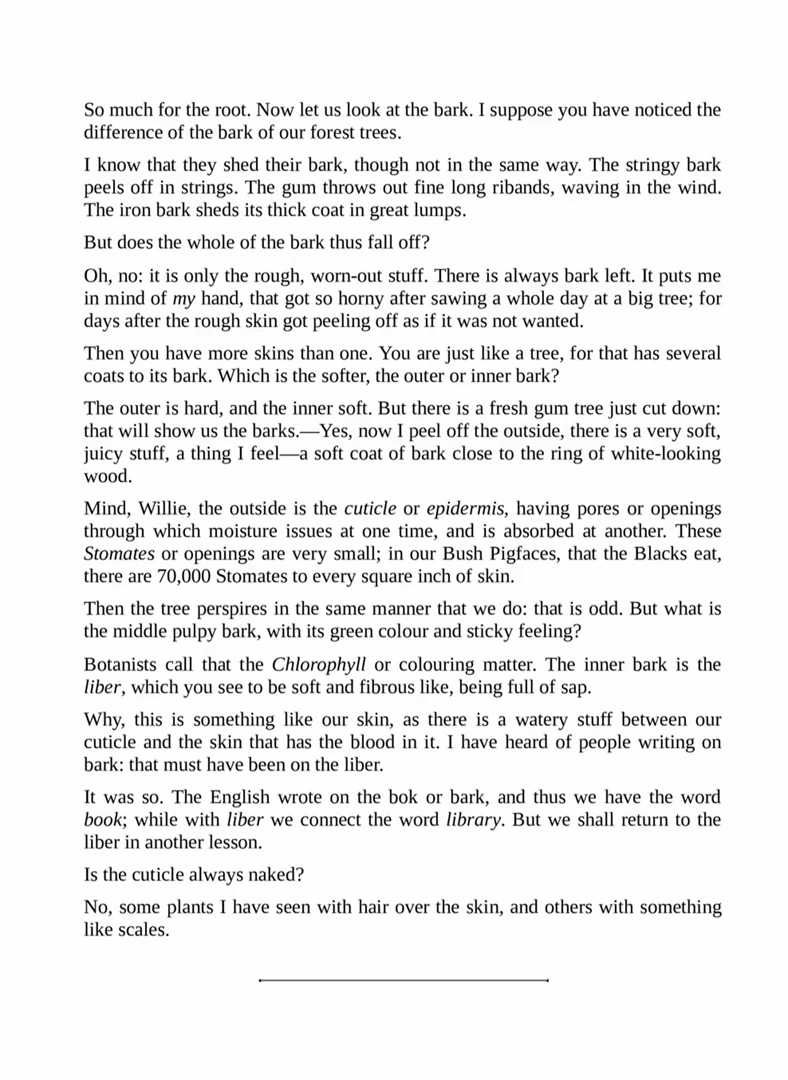 So much for the root. Now let us look at the bark. I suppose you have noticed the
difference of the bark of our forest trees.
I know that they shed their bark, though not in the same way. The stringy bark
peels off in strings. The gum throws out fine long ribands, waving in the wind.
The iron bark sheds its thick coat in great lumps.
But does the whole of the bark thus fall off?
Oh, no: it is only the rough, worn-out stuff. There is always bark left. It puts me
in mind of my hand, that got so horny after sawing a whole day at a big tree; for
days after the rough skin got peeling off as if it was not wanted.
Then you have more skins than one. You are just like a tree, for that has several
coats to its bark. Which is the softer, the outer or inner bark?
The outer is hard, and the inner soft. But there is a fresh gum tree just cut down:
that will show us the barks.—Yes, now I peel off the outside, there is a very soft,
juicy stuff, a thing I feel—a soft coat of bark close to the ring of white-looking
wood.
Mind, Willie, the outside is the cuticle or epidermis, having pores or openings
through which moisture issues at one time, and is absorbed at another. These
Stomates or openings are very small; in our Bush Pigfaces, that the Blacks eat,
there are 70,000 Stomates to every square inch of skin.
Then the tree perspires in the same manner that we do: that is odd. But what is
the middle pulpy bark, with its green colour and sticky feeling?
Botanists call that the Chlorophyll or colouring matter. The inner bark is the
liber, which you see to be soft and fibrous like, being full of sap.
Why, this is something like our skin, as there is a watery stuff between our
cuticle and the skin that has the blood in it. I have heard of people writing on
bark: that must have been on the liber.
It was so. The English wrote on the bok or bark, and thus we have the word
book; while with liber we connect the word library. But we shall return to the
liber in another lesson.
Is the cuticle always naked?
No, some plants I have seen with hair over the skin, and others with something
like scales.